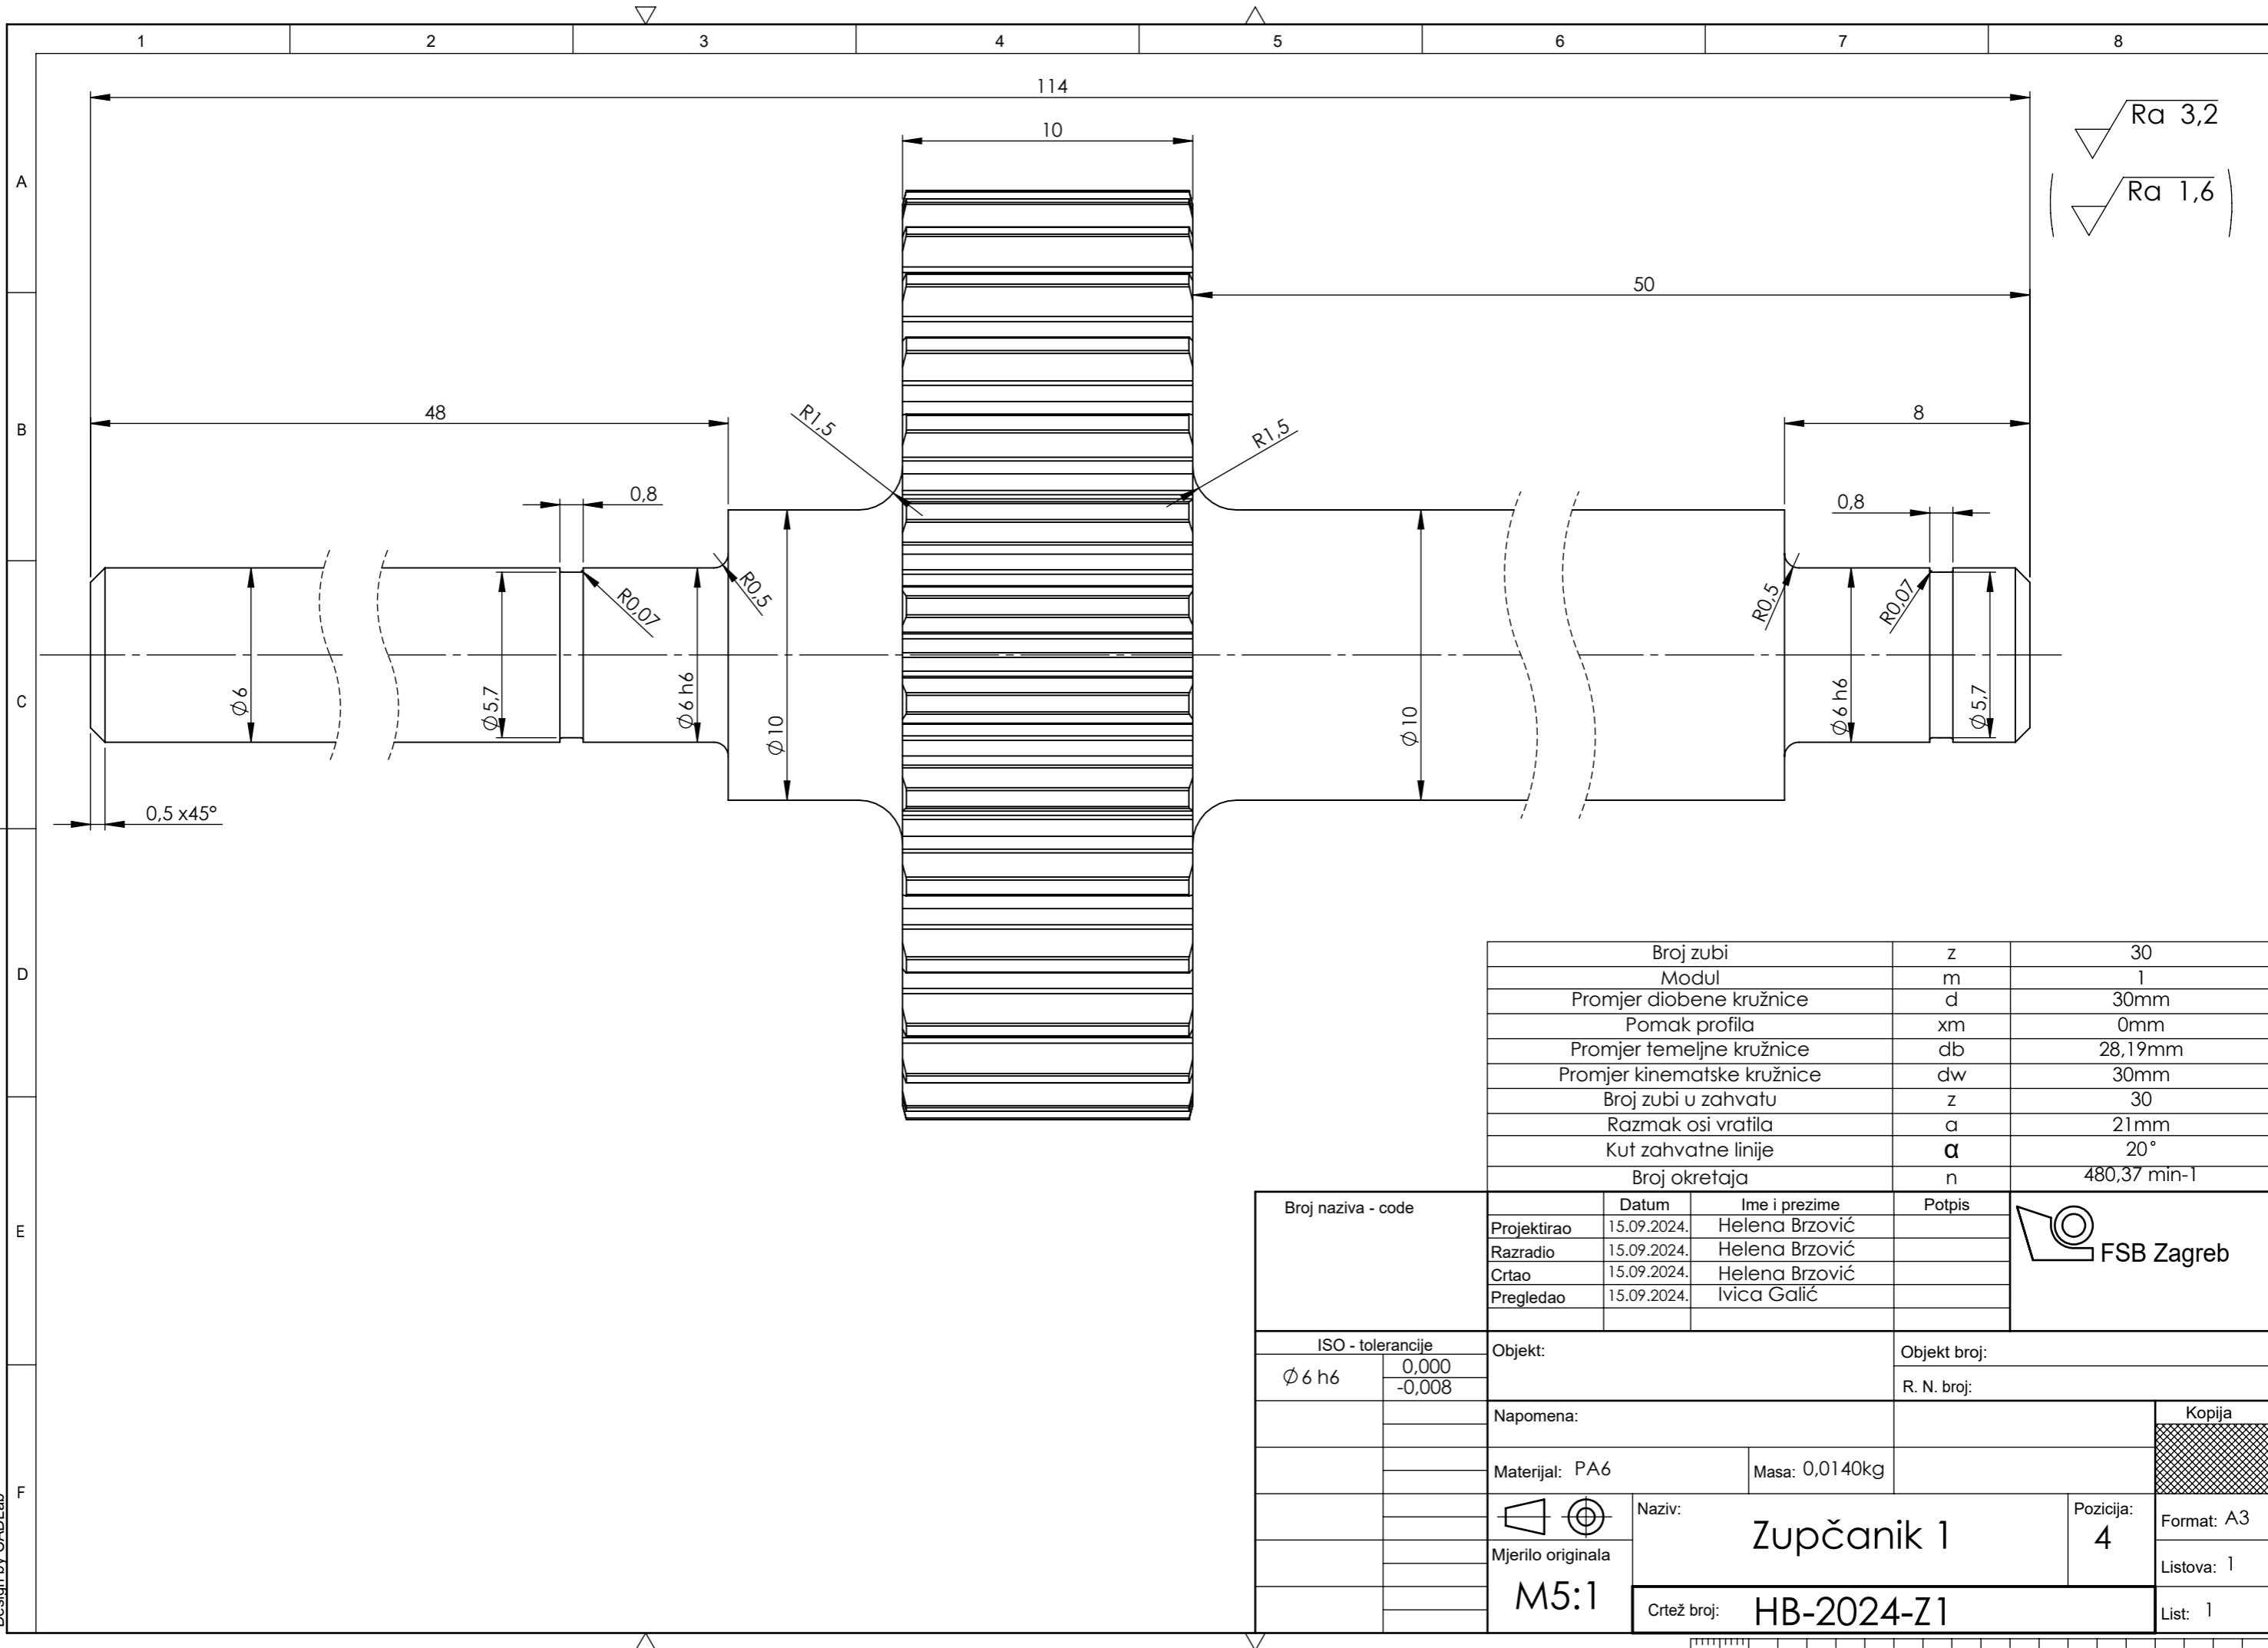 1 2 3 4 5 6 7 8
114
Ra 3,2
10
A
Ra 1,6
50
48
R1,5
R1,5
8
B
0,8
0,8
R0,5
R0,07
R0,5
R0,07
C
Ø6
Ø5,7
Ø6 h6
Ø10
Ø10
Ø6 h6
Ø5,7
0,5 x45°
D
Broj zubi z 30
Modul m 1
Promjer diobene kružnice d 30mm
Pomak profila xm 0mm
Promjer temeljne kružnice db 28,19mm
Promjer kinematske kružnice dw 30mm
Broj zubi u zahvatu z 30
Razmak osi vratila a 21mm
Kut zahvatne linije α 20°
Broj okretaja n 480,37 min-1
E
Broj naziva - code
Datum Ime i prezime Potpis
Projektirao 15.09.2024. Helena Brzović
Razradio 15.09.2024. Helena Brzović
Crtao 15.09.2024. Helena Brzović
Pregledao 15.09.2024. Ivica Galić
FSB Zagreb
ISO - tolerancije
Ø6 h6 0,000
-0,008
Objekt:
Objekt broj:
R. N. broj:
Napomena:
Kopija
Materijal: PA6
Masa: 0,0140kg
F
Naziv:
Zupčanik 1
Pozicija:
4
Format: A3
Mjerilo originala
M5:1
Listova: 1
Crtež broj: HB-2024-Z1
List: 1
Design by CADLab